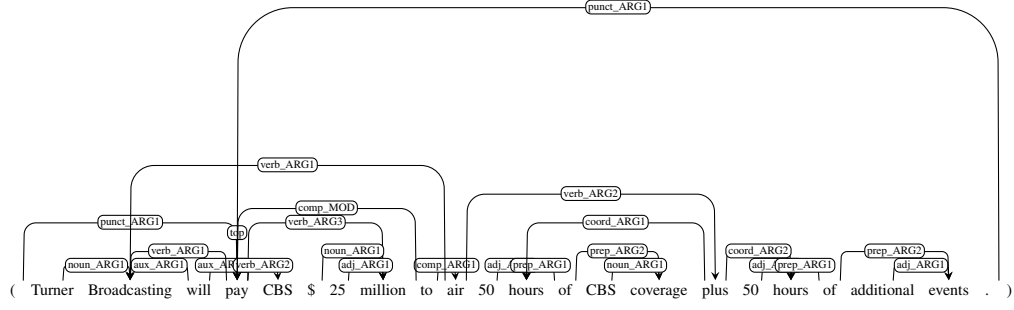 punct_ARG1
verb_ARG1
verb_ARG2
comp_MOD
punct_ARG1 verb_ARG3 coord_ARG1
top
verb_ARG1 noun_ARG1 prep_ARG2 coord_ARG2 prep_ARG2
noun_ARG1 aux_ARG1 verb_ARG2 adj_ARG1 comp_ARG1 prep_ARG1 noun_ARG1 prep_ARG1 adj_ARG1
( Turner Broadcasting will pay CBS $ 25 million to air 50 hours of CBS coverage plus 50 hours of additional events . )